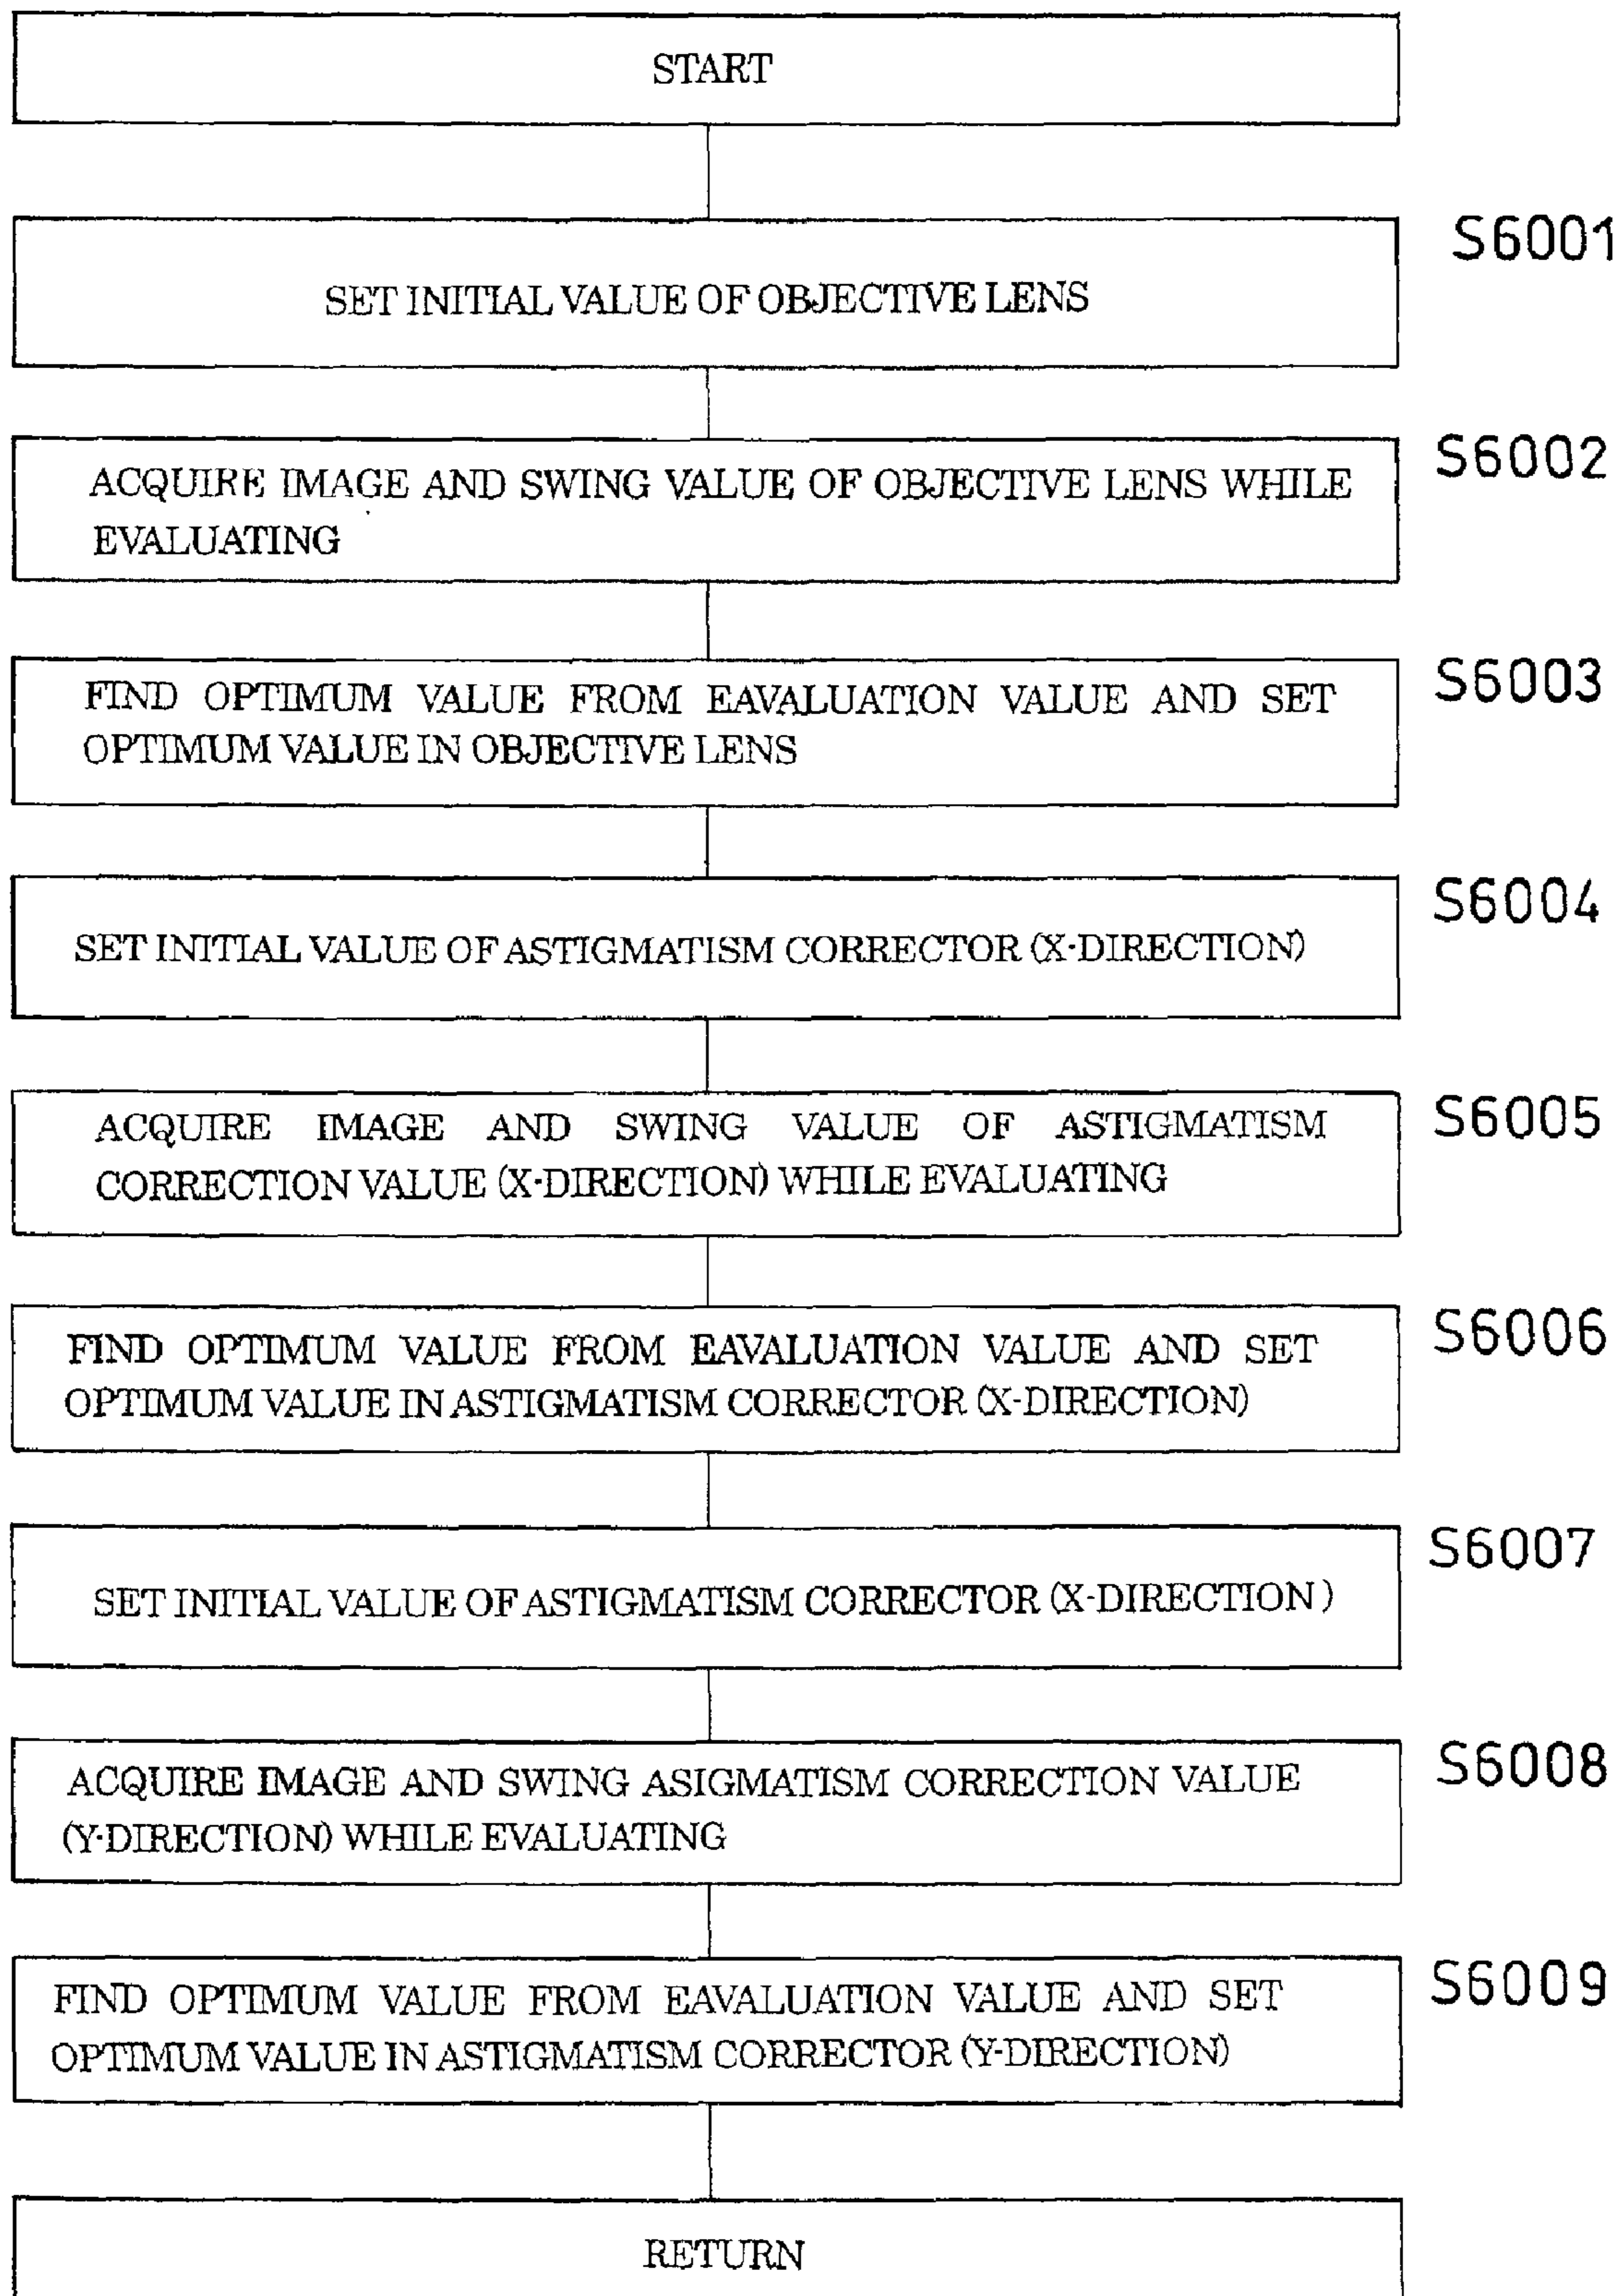 START
S6001
SET INITIAL VALUE OF OBJECTIVE LENS
S6002
ACQUIRE IMAGE AND SWING VALUE OF OBJECTIVE LENS WHILE
EVALUATING
S6003
FIND OPTIMUM VALUE FROM EAVALUATION VALUE AND SET
OPTIMUM VALUE IN OBJECTIVE LENS
S6004
SET INITIAL VALUE OF ASTIGMATISM CORRECTOR (X-DIRECTION)
S6005
ACQUIRE IMAGE AND SWING VALUE OF ASTIGMATISM
CORRECTION VALUE (X-DIRECTION) WHILE EVALUATING
S6006
FIND OPTIMUM VALUE FROM EAVALUATION VALUE AND SET
OPTIMUM VALUE IN ASTIGMATISM CORRECTOR (X-DIRECTION)
S6007
SET INITIAL VALUE OF ASTIGMATISM CORRECTOR (X-DIRECTION)
S6008
ACQUIRE IMAGE AND SWING ASIGMATISM CORRECTION VALUE
(Y-DIRECTION) WHILE EVALUATING
S6009
FIND OPTIMUM VALUE FROM EAVALUATION VALUE AND SET
OPTIMUM VALUE IN ASTIGMATISM CORRECTOR (Y-DIRECTION)
RETURN